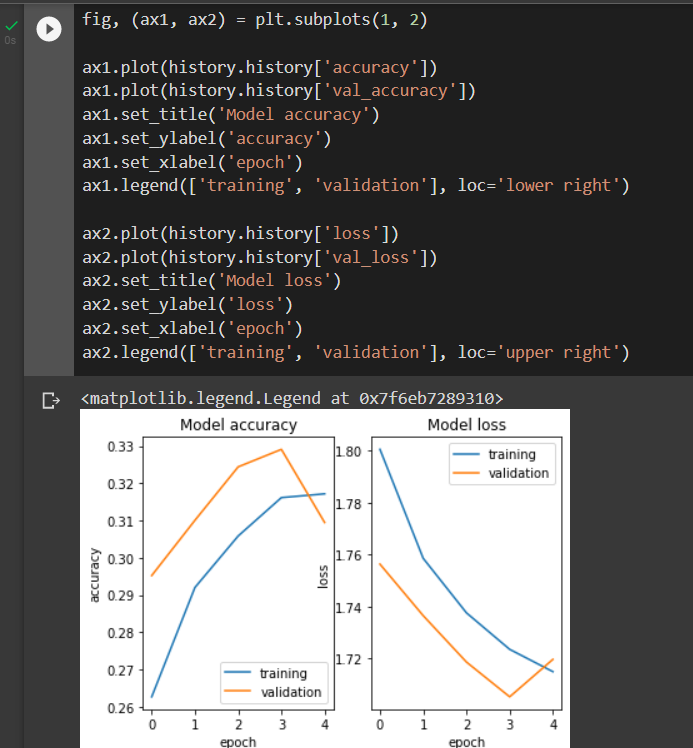 fig, (ax1, ax2) = plt.subplots(1, 2)
0s
ax1.plot(history.history['accuracy'])
ax1.plot(history.history['val_accuracy'])
ax1.set_title('Model accuracy')
ax1.set_ylabel('accuracy')
ax1.set_xlabel('epoch')
ax1.legend(['training', 'validation'], loc='lower right')
ax2.plot(history.history['loss'])
ax2.plot(history.history['val_loss'])
ax2.set_title('Model loss')
ax2.set_ylabel('loss')
ax2.set_xlabel('epoch')
ax2.legend(['training', 'validation'], loc='upper right')
<matplotlib.legend.Legend at 0x7f6eb7289310>
Model accuracy
0.33
0.32
0.31
0.30
0.29
0.28
0.27
0.26
accuracy
training
validation
0 1 2 3 4
epoch
Model loss
1.80
1.78
1.76
1.74
1.72
loss
training
validation
0 1 2 3 4
epoch